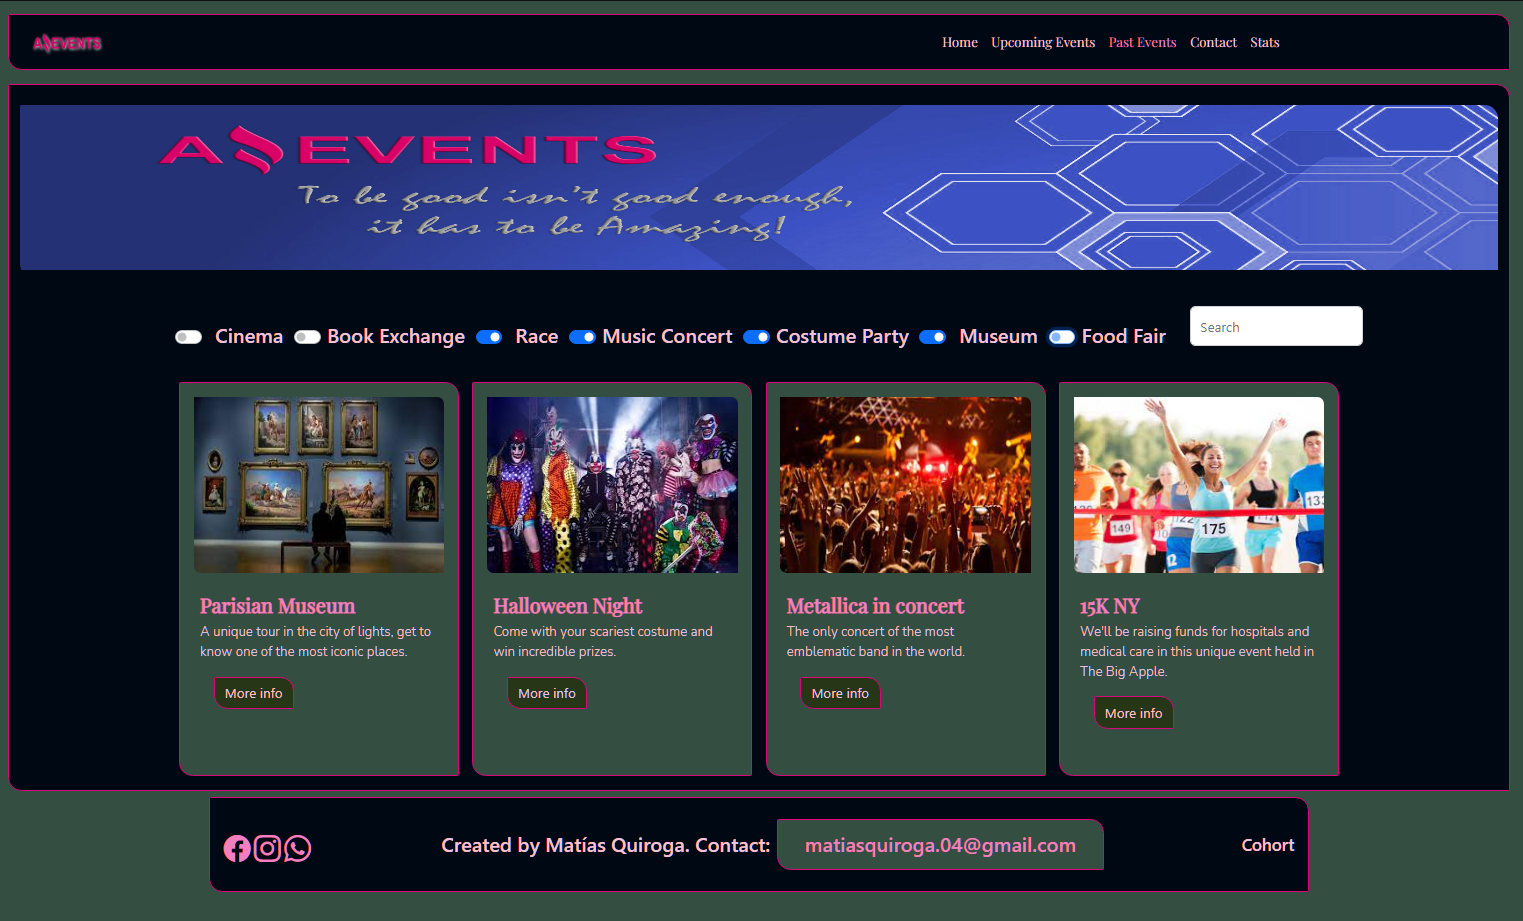 AEVENTS
Home Upcoming Events Past Events Contact Stats
AEVENTS
To be good isn't good enough,
it has to be Amazing!
Cinema Book Exchange Race Music Concert Costume Party Museum Food Fair Search
149
122
10
175
133
Parisian Museum
A unique tour in the city of lights, get to
know one of the most iconic places.
More info
Halloween Night
Come with your scariest costume and
win incredible prizes.
More info
Metallica in concert
The only concert of the most
emblematic band in the world.
More info
15K NY
We'll be raising funds for hospitals and
medical care in this unique event held in
The Big Apple.
More info
Created by Matías Quiroga. Contact: matiasquiroga.04@gmail.com Cohort